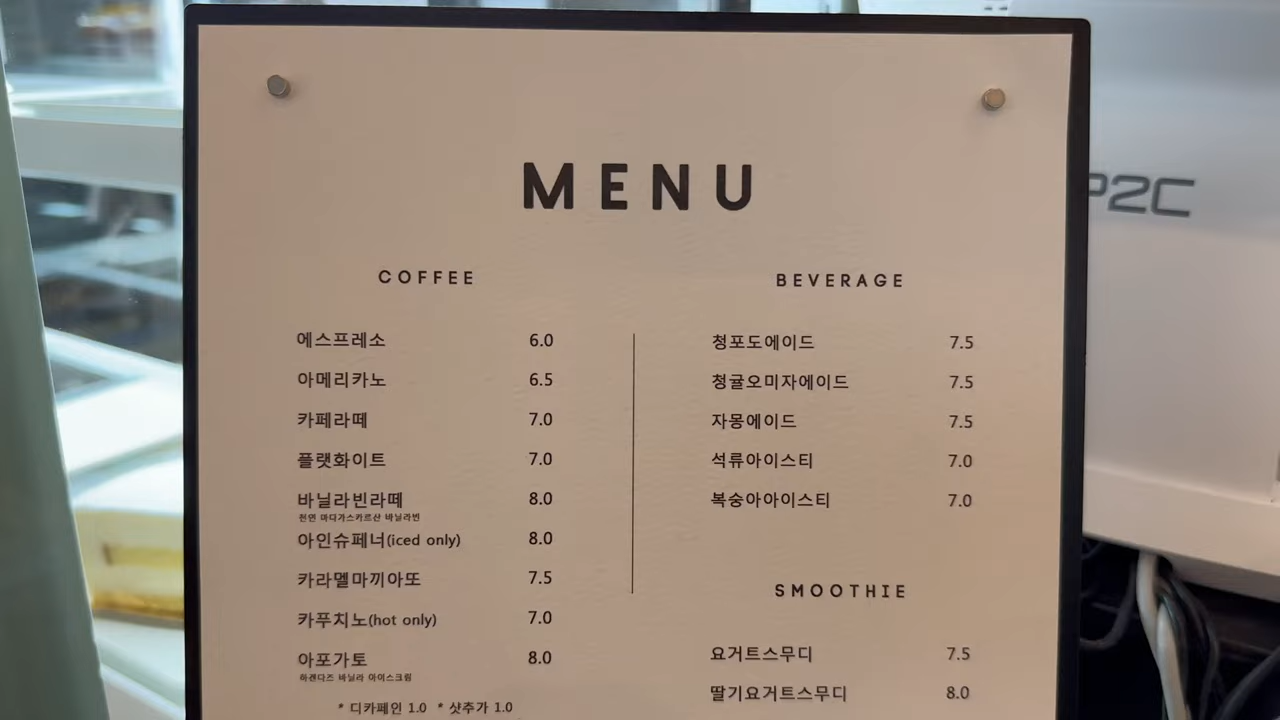 MENU
COFFEE
에스프레소 6.0
아메리카노 6.5
카페라떼 7.0
플랫화이트 7.0
바닐라빈라떼 8.0
천연 마다가스카르산 바닐라빈
아인슈페너(iced only) 8.0
카라멜마끼아또 7.5
카푸치노(hot only) 7.0
아포가토 8.0
하겐다즈 바닐라 아이스크림
* 디카페인 1.0 * 샷추가 1.0
BEVERAGE
청포도에이드 7.5
청귤오미자에이드 7.5
자몽에이드 7.5
석류아이스티 7.0
복숭아아이스티 7.0
SMOOTHIE
요거트스무디 7.5
딸기요거트스무디 8.0
P2C